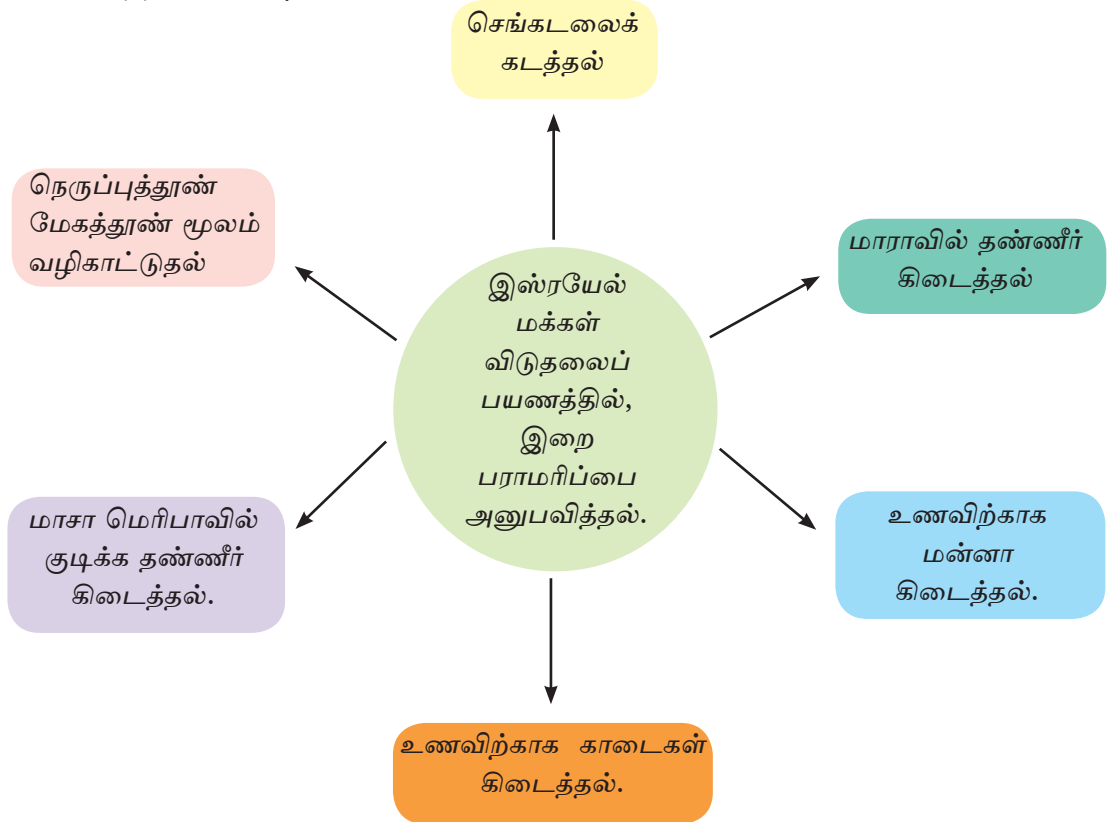 செங்கடலைக்
கடத்தல்
நெருப்புத்தூண்
மேகத்தூண் மூலம்
வழிகாட்டுதல்
மாராவில் தண்ணீர்
கிடைத்தல்
இஸ்ரயேல்
மக்கள்
விடுதலைப்
பயணத்தில்,
இறை
பராமரிப்பை
அனுபவித்தல்.
மாசா மெரிபாவில்
குடிக்க தண்ணீர்
கிடைத்தல்.
உணவிற்காக
மன்னா
கிடைத்தல்.
உணவிற்காக காடைகள்
கிடைத்தல்.